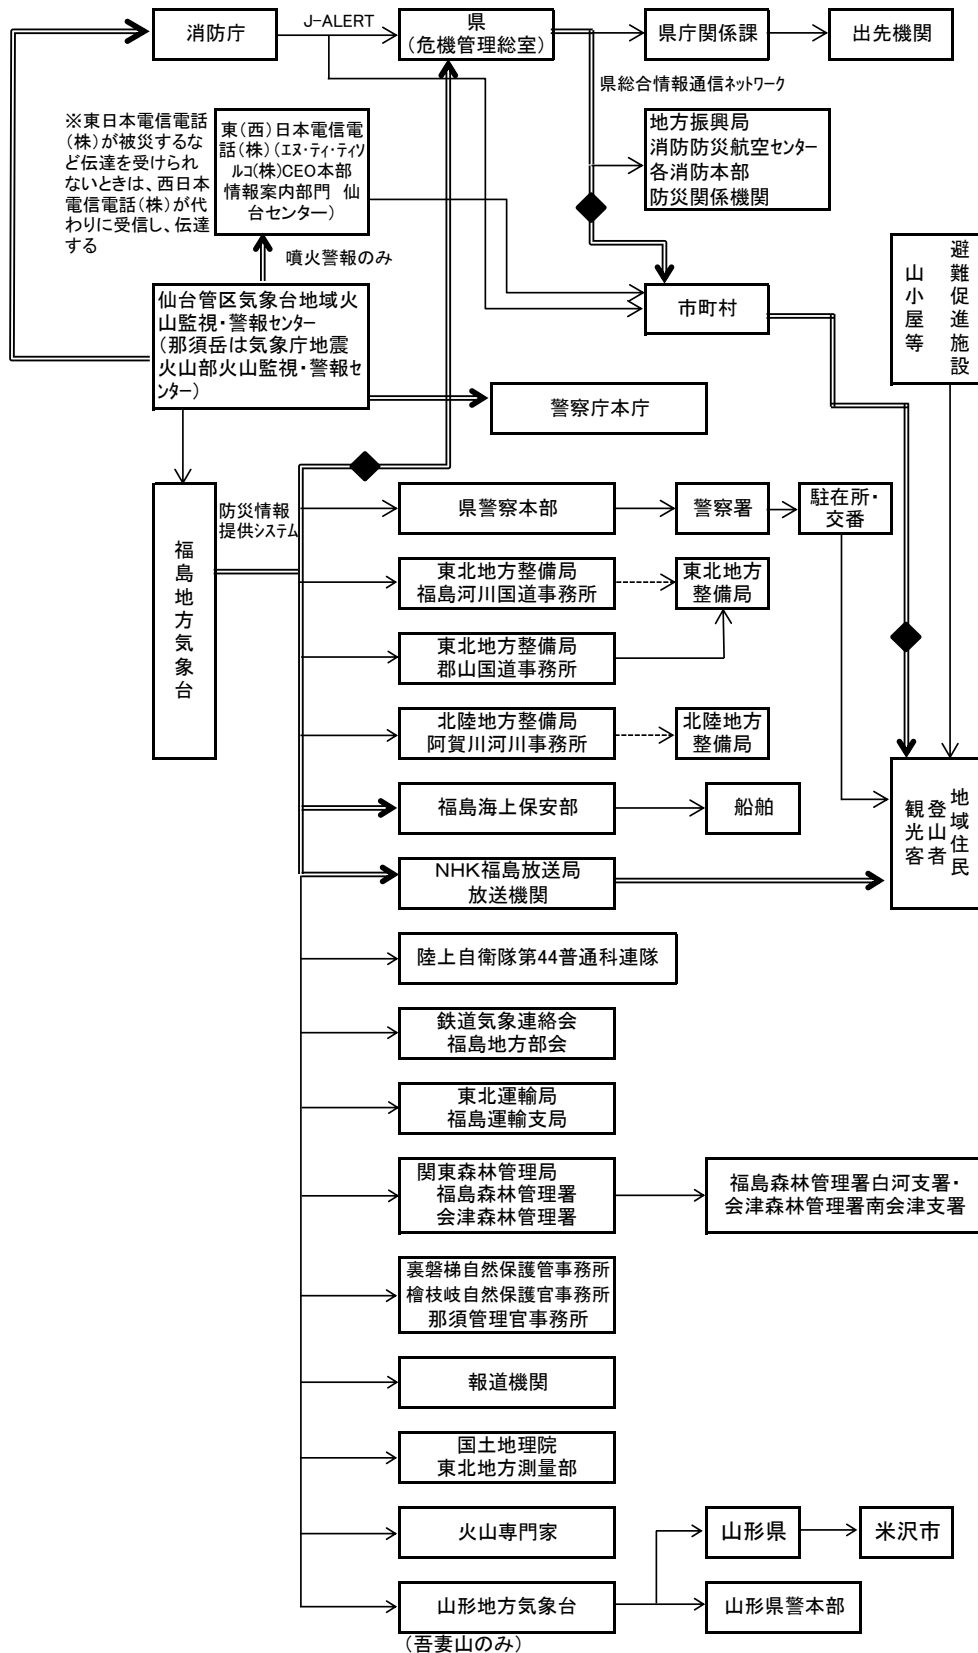 消防庁
J-ALERT
県
(危機管理総室)
県庁関係課
出先機関
県総合情報通信ネットワーク
※東日本電信電話
(株)が被災するなど伝達を受けられ
ないときは、西日本
電信電話(株)が代
わりに受信し、伝達
する
東(西)日本電信電
話(株)(エヌ・ティ・ティソ
ルコ(株)CEO本部
情報案内部門 仙
台センター)
地方振興局
消防防災航空センター
各消防本部
防災関係機関
噴火警報のみ
避難促進施設
山小屋等
仙台管区気象台地域火
山監視・警報センター
(那須岳は気象庁地震
火山部火山監視・警報セ
ンター)
市町村
警察庁本庁
福島地方気象台
防災情報
提供システム
県警察本部
警察署
駐在所・
交番
東北地方整備局
福島河川国道事務所
東北地方
整備局
東北地方整備局
郡山国道事務所
北陸地方整備局
阿賀川河川事務所
北陸地方
整備局
福島海上保安部
船舶
地域住民
登山者
観光客
NHK福島放送局
放送機関
陸上自衛隊第44普通科連隊
鉄道気象連絡会
福島地方部会
東北運輸局
福島運輸支局
関東森林管理局
福島森林管理署
会津森林管理署
福島森林管理署白河支署・
会津森林管理署南会津支署
裏磐梯自然保護管事務所
檜枝岐自然保護官事務所
那須管理官事務所
報道機関
国土地理院
東北地方測量部
火山専門家
山形県
米沢市
山形地方気象台
山形県警本部
(吾妻山のみ)